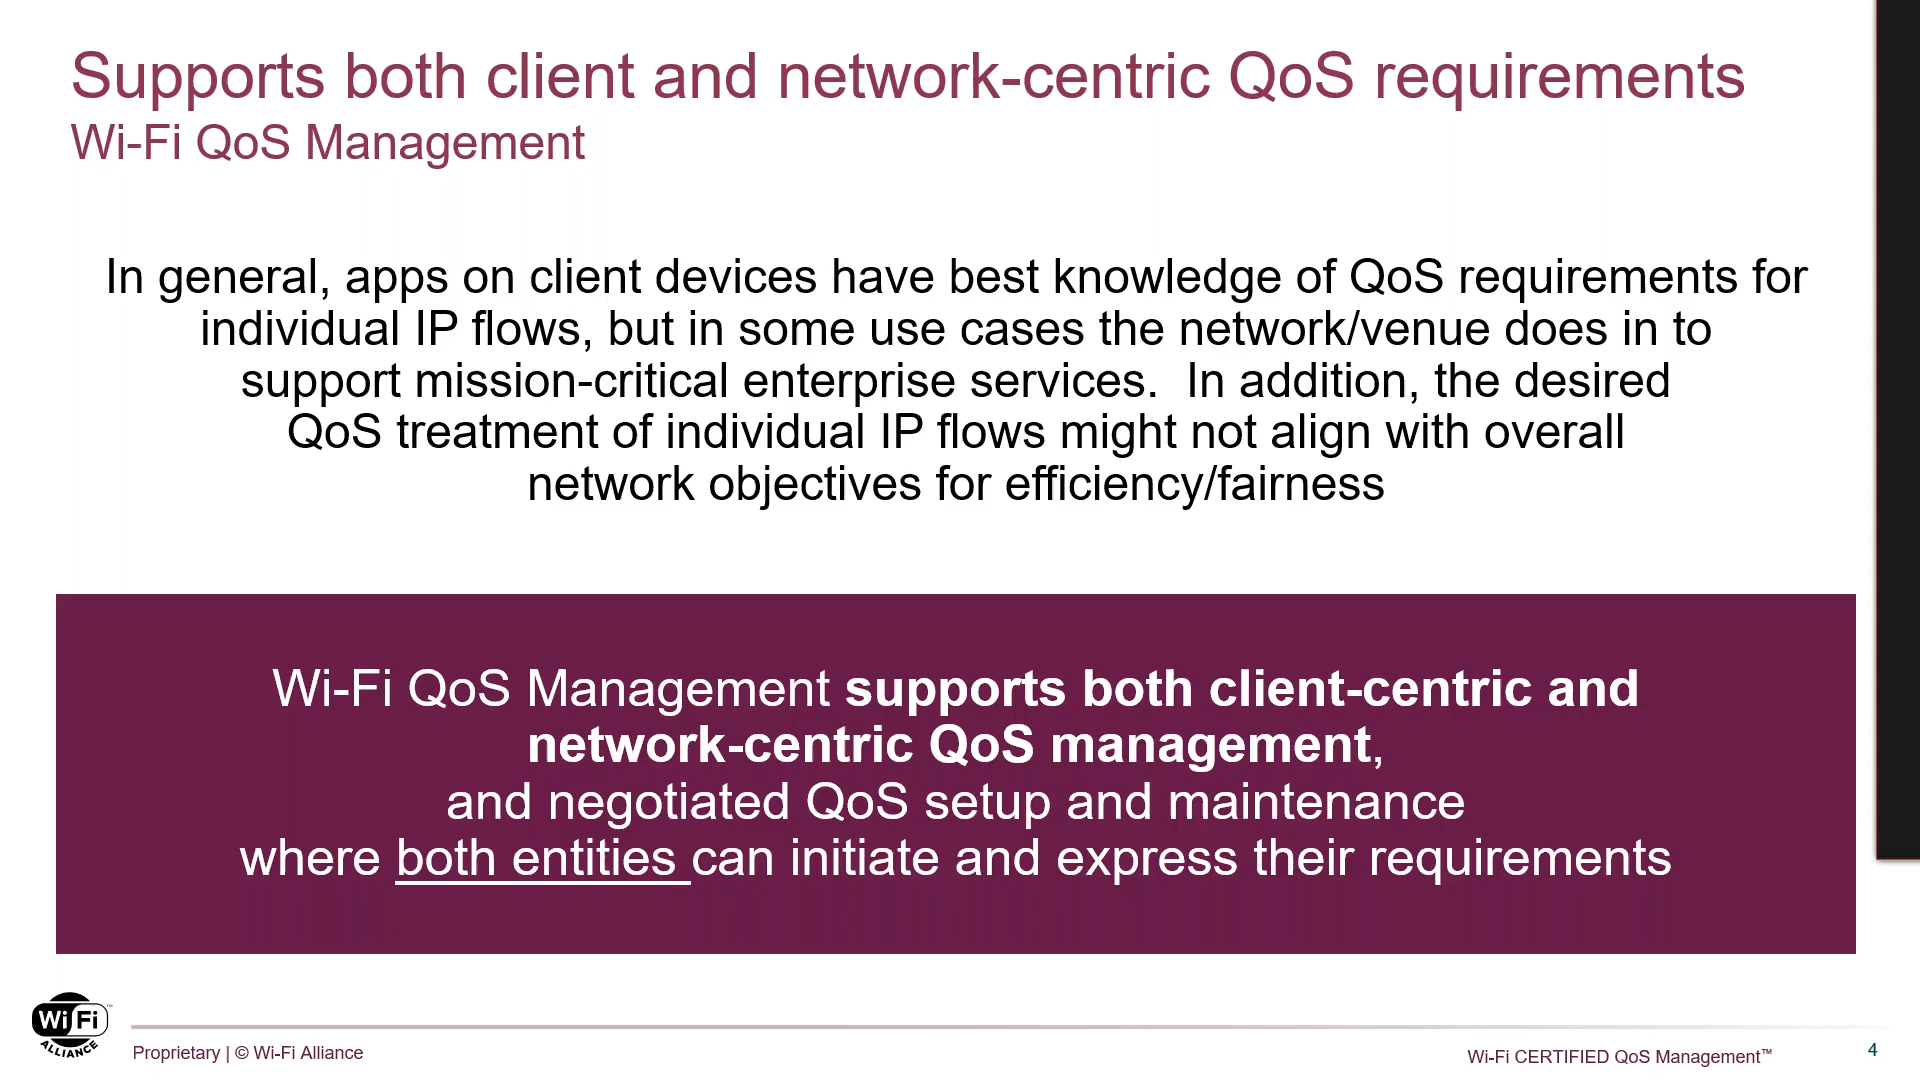 Supports both client and network-centric QoS requirements
Wi-Fi QoS Management
In general, apps on client devices have best knowledge of QoS requirements for
individual IP flows, but in some use cases the network/venue does in to
support mission-critical enterprise services.  In addition, the desired
QoS treatment of individual IP flows might not align with overall
network objectives for efficiency/fairness
Wi-Fi QoS Management supports both client-centric and
network-centric QoS management,
and negotiated QoS setup and maintenance
where both entities can initiate and express their requirements
Wi Fi™
ALLIANCE
Proprietary | © Wi-Fi Alliance
Wi-Fi CERTIFIED QoS Management™
4